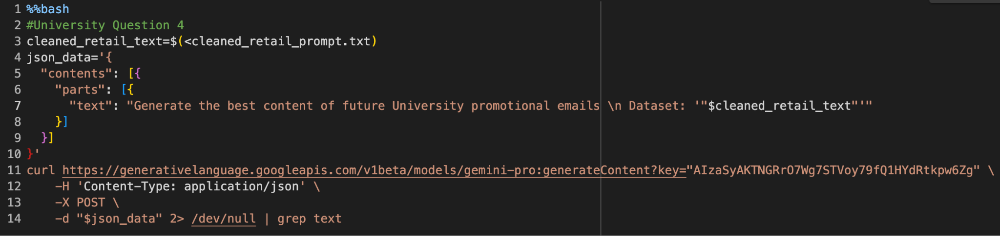 1 %%bash
2 #University Question 4
3 cleaned_retail_text=$(<cleaned_retail_prompt.txt)
4 json_data='{
5   "contents": [{
6     "parts": [{
7       "text": "Generate the best content of future University promotional emails \n Dataset: '"$cleaned_retail_text"'"
8     }]
9   }]
10 }'
11 curl https://generativelanguage.googleapis.com/v1beta/models/gemini-pro:generateContent?key="AIzaSyAKTNGRrO7Wg7STVoy79fQ1HYdRtkpw6Zg" \
12     -H 'Content-Type: application/json' \
13     -X POST \
14     -d "$json_data" 2> /dev/null | grep text